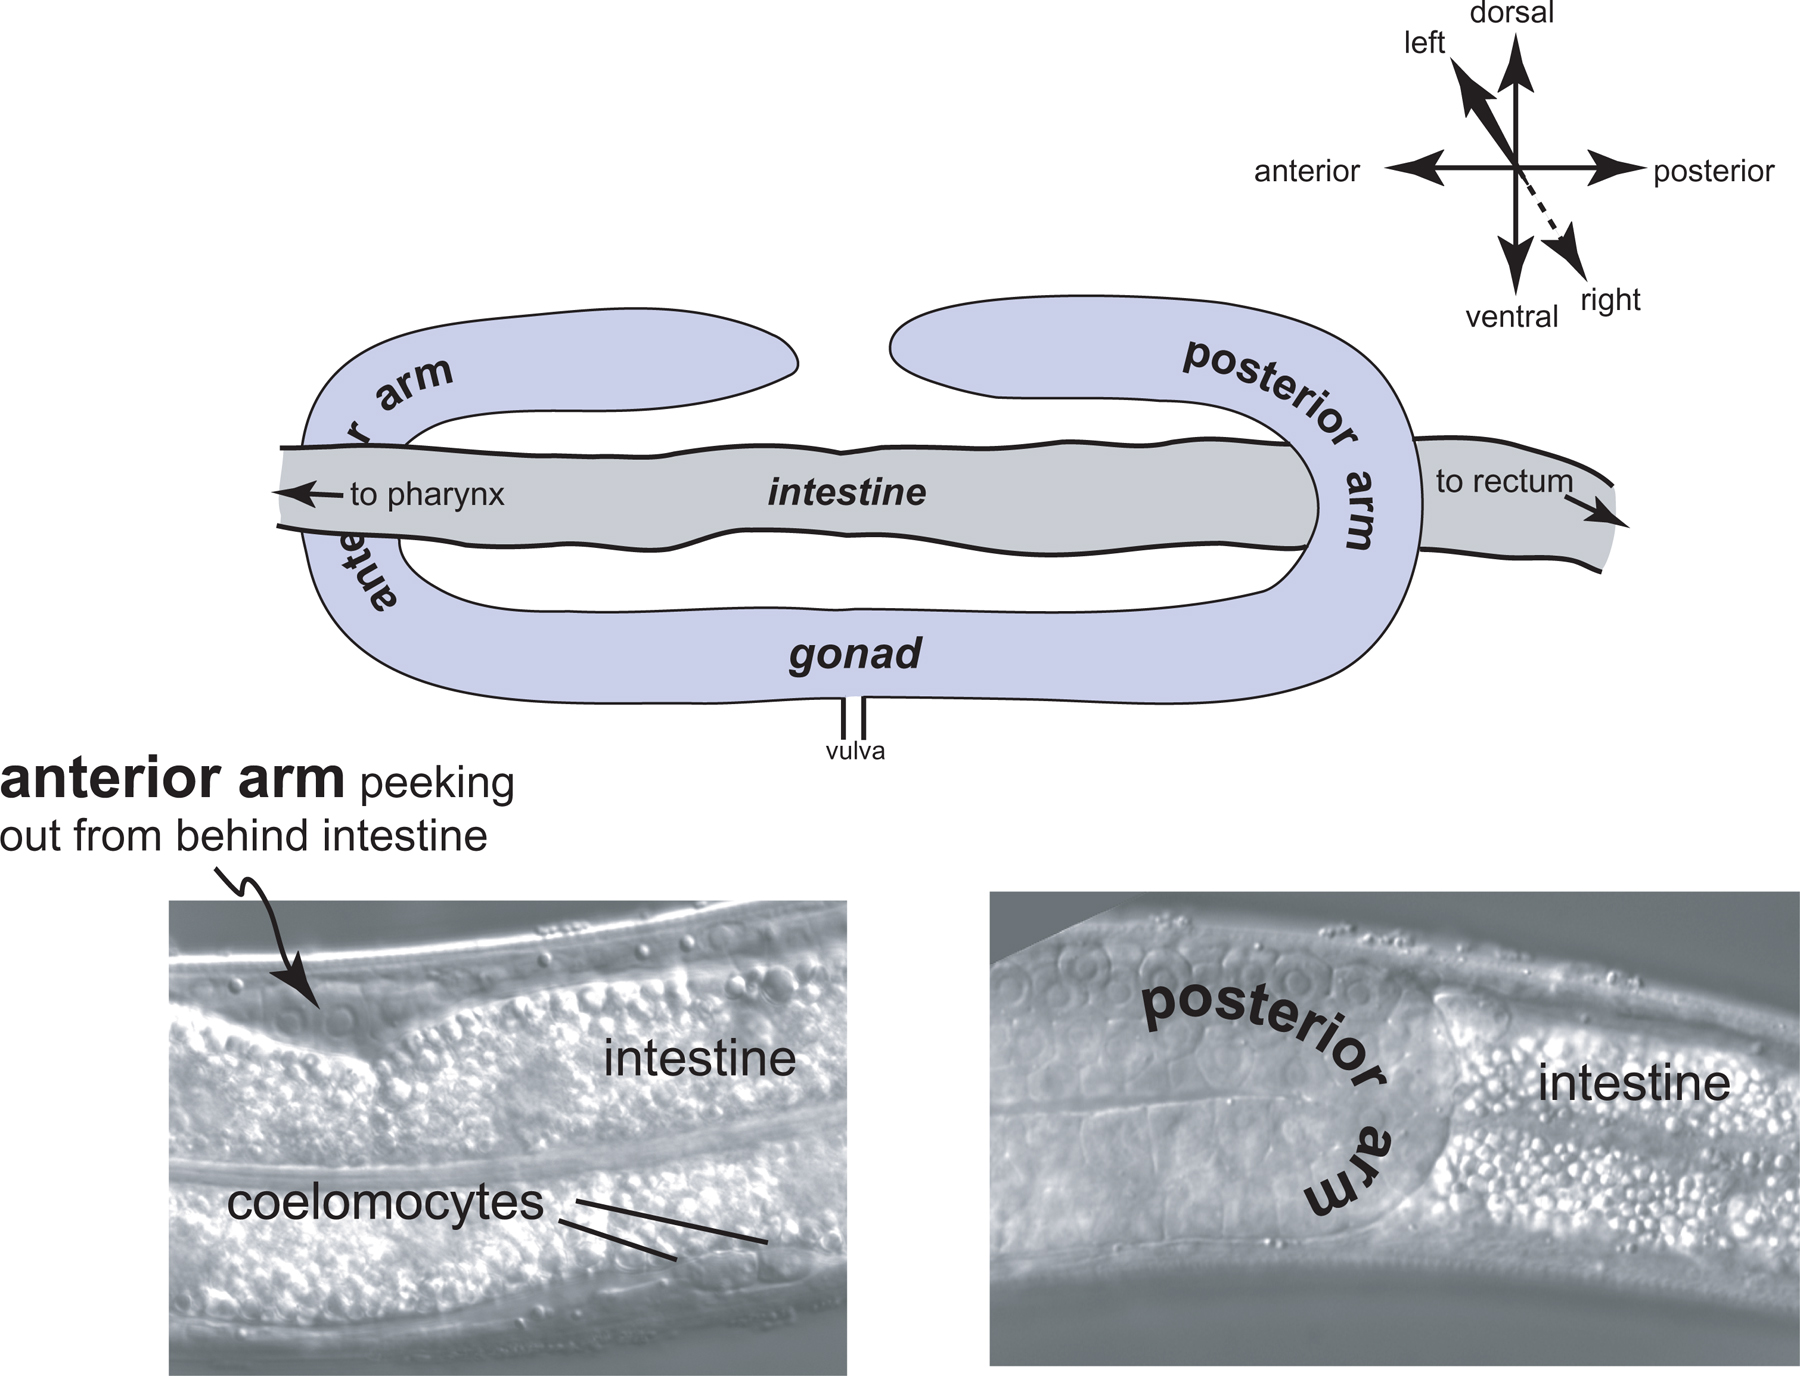 dorsal
left
anterior
posterior
right
ventral
arm
r
posterior arm
to pharynx
intestine
to rectum
ante
gonad
vulva
anterior arm peeking
out from behind intestine
intestine
coelomocytes
posterior arm
intestine